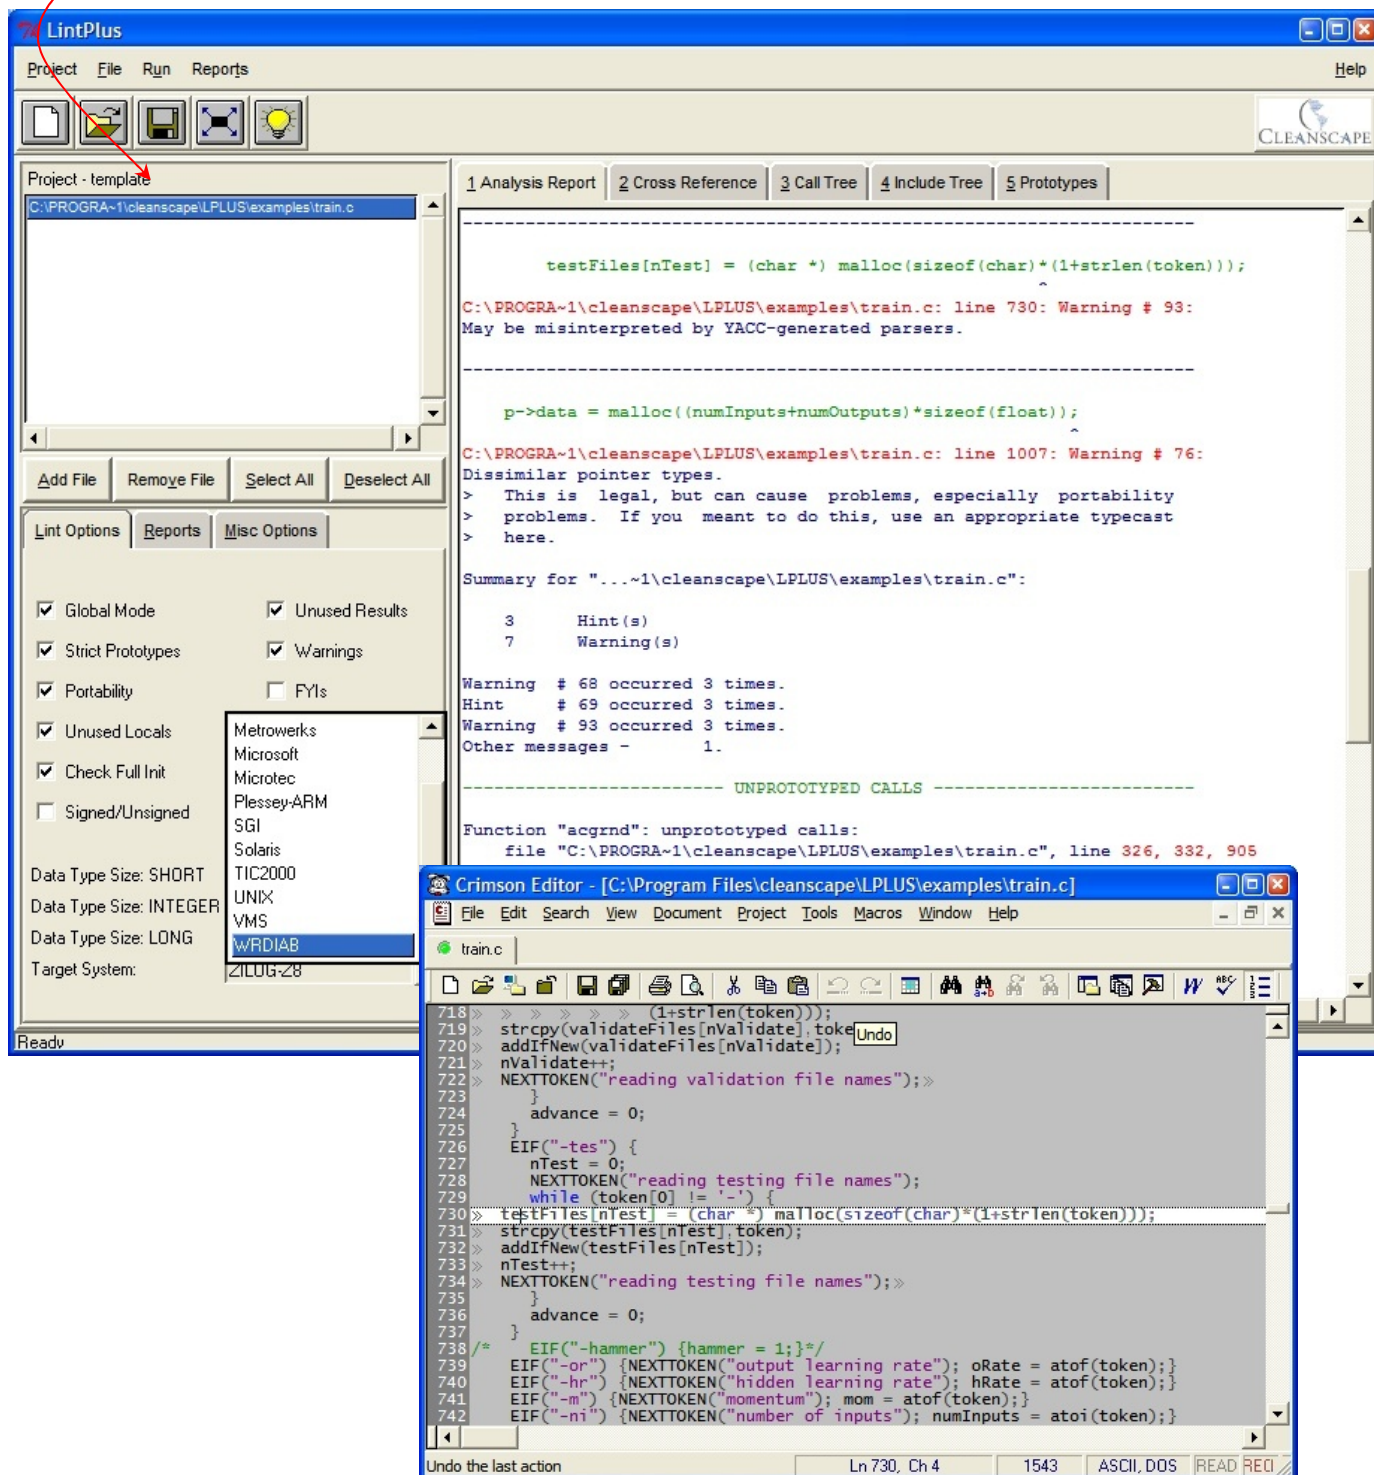 LintPlus
Project File Run Reports Help
CLEANSCAPE
Project - template
C:\PROGRA~1\cleanscape\LPLUS\examples\train.c
Add File Remove File Select All Deselect All
Lint Options Reports Misc Options
Global Mode Unused Results
Strict Prototypes Warnings
Portability FYIs
Unused Locals
Check Full Init
Signed/Unsigned
Metrowerks
Microsoft
Microtec
Plessey-ARM
SGI
Solaris
TIC2000
UNIX
VMS
WRDIAB
Data Type Size: SHORT
Data Type Size: INTEGER
Data Type Size: LONG
Target System: ZILOG-Z8
Ready
1 Analysis Report 2 Cross Reference 3 Call Tree 4 Include Tree 5 Prototypes
----------------------------------------------------------------------
testFiles[nTest] = (char *) malloc(sizeof(char)*(1+strlen(token)));
^
C:\PROGRA~1\cleanscape\LPLUS\examples\train.c: line 730: Warning # 93:
May be misinterpreted by YACC-generated parsers.
----------------------------------------------------------------------
p->data = malloc((numInputs+numOutputs)*sizeof(float));
^
C:\PROGRA~1\cleanscape\LPLUS\examples\train.c: line 1007: Warning # 76:
Dissimilar pointer types.
> This is legal, but can cause problems, especially portability
> problems. If you meant to do this, use an appropriate typecast
> here.
Summary for "...~1\cleanscape\LPLUS\examples\train.c":
3 Hint(s)
7 Warning(s)
Warning # 68 occurred 3 times.
Hint # 69 occurred 3 times.
Warning # 93 occurred 3 times.
Other messages - 1.
------------------------- UNPROTOTYPED CALLS -------------------------
Function "acgrnd": unprototyped calls:
file "C:\PROGRA~1\cleanscape\LPLUS\examples\train.c", line 326, 332, 905
Crimson Editor - [C:\Program Files\cleanscape\LPLUS\examples\train.c]
File Edit Search View Document Project Tools Macros Window Help
train.c
718» » » » » » (1+strlen(token)));
719» strcpy(validateFiles[nValidate],toke
Undo
720» addIfNew(validateFiles[nValidate]);
721» nValidate++;
722» NEXTTOKEN("reading validation file names");»
723 }
724 advance = 0;
725 }
726 EIF("-tes") {
727 nTest = 0;
728 NEXTTOKEN("reading testing file names");
729 while (token[0] != '-') {
730» testFiles[nTest] = (char *) malloc(sizeof(char)*(1+strlen(token)));
731» strcpy(testFiles[nTest],token);
732» addIfNew(testFiles[nTest]);
733» nTest++;
734» NEXTTOKEN("reading testing file names");»
735 }
736 advance = 0;
737 }
738 /* EIF("-hammer") {hammer = 1;}*/
739 EIF("-or") {NEXTTOKEN("output learning rate"); oRate = atof(token);}
740 EIF("-hr") {NEXTTOKEN("hidden learning rate"); hRate = atof(token);}
741 EIF("-m") {NEXTTOKEN("momentum"); mom = atof(token);}
742 EIF("-ni") {NEXTTOKEN("number of inputs"); numInputs = atoi(token);}
Undo the last action Ln 730, Ch 4 1543 ASCII, DOS READ REC